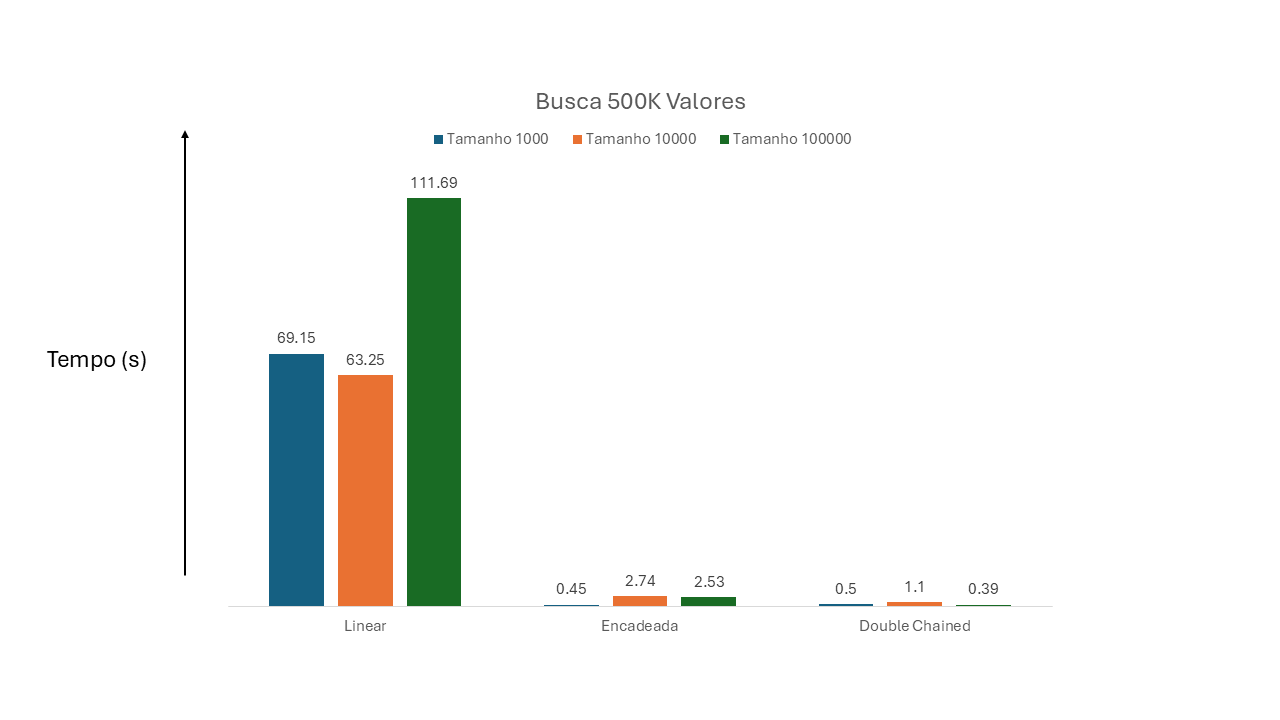 Busca 500K Valores
Tamanho 1000 Tamanho 10000 Tamanho 100000
111.69
69.15
63.25
Tempo (s)
0.45
2.74
2.53
0.5
1.1
0.39
Linear
Encadeada
Double Chained